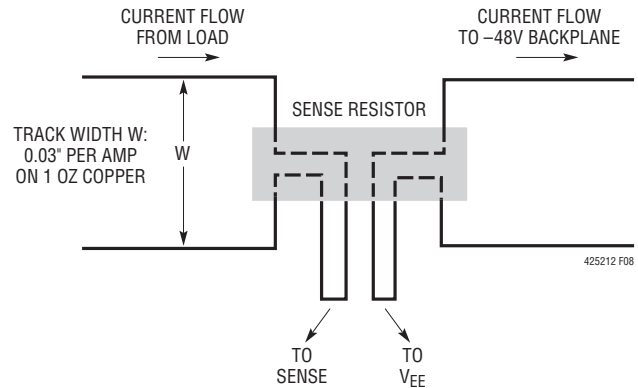 CURRENT FLOW
FROM LOAD
CURRENT FLOW
TO –48V BACKPLANE
SENSE RESISTOR
TRACK WIDTH W:
0.03" PER AMP
ON 1 OZ COPPER
W
425212 F08
TO
SENSE
TO
VEE